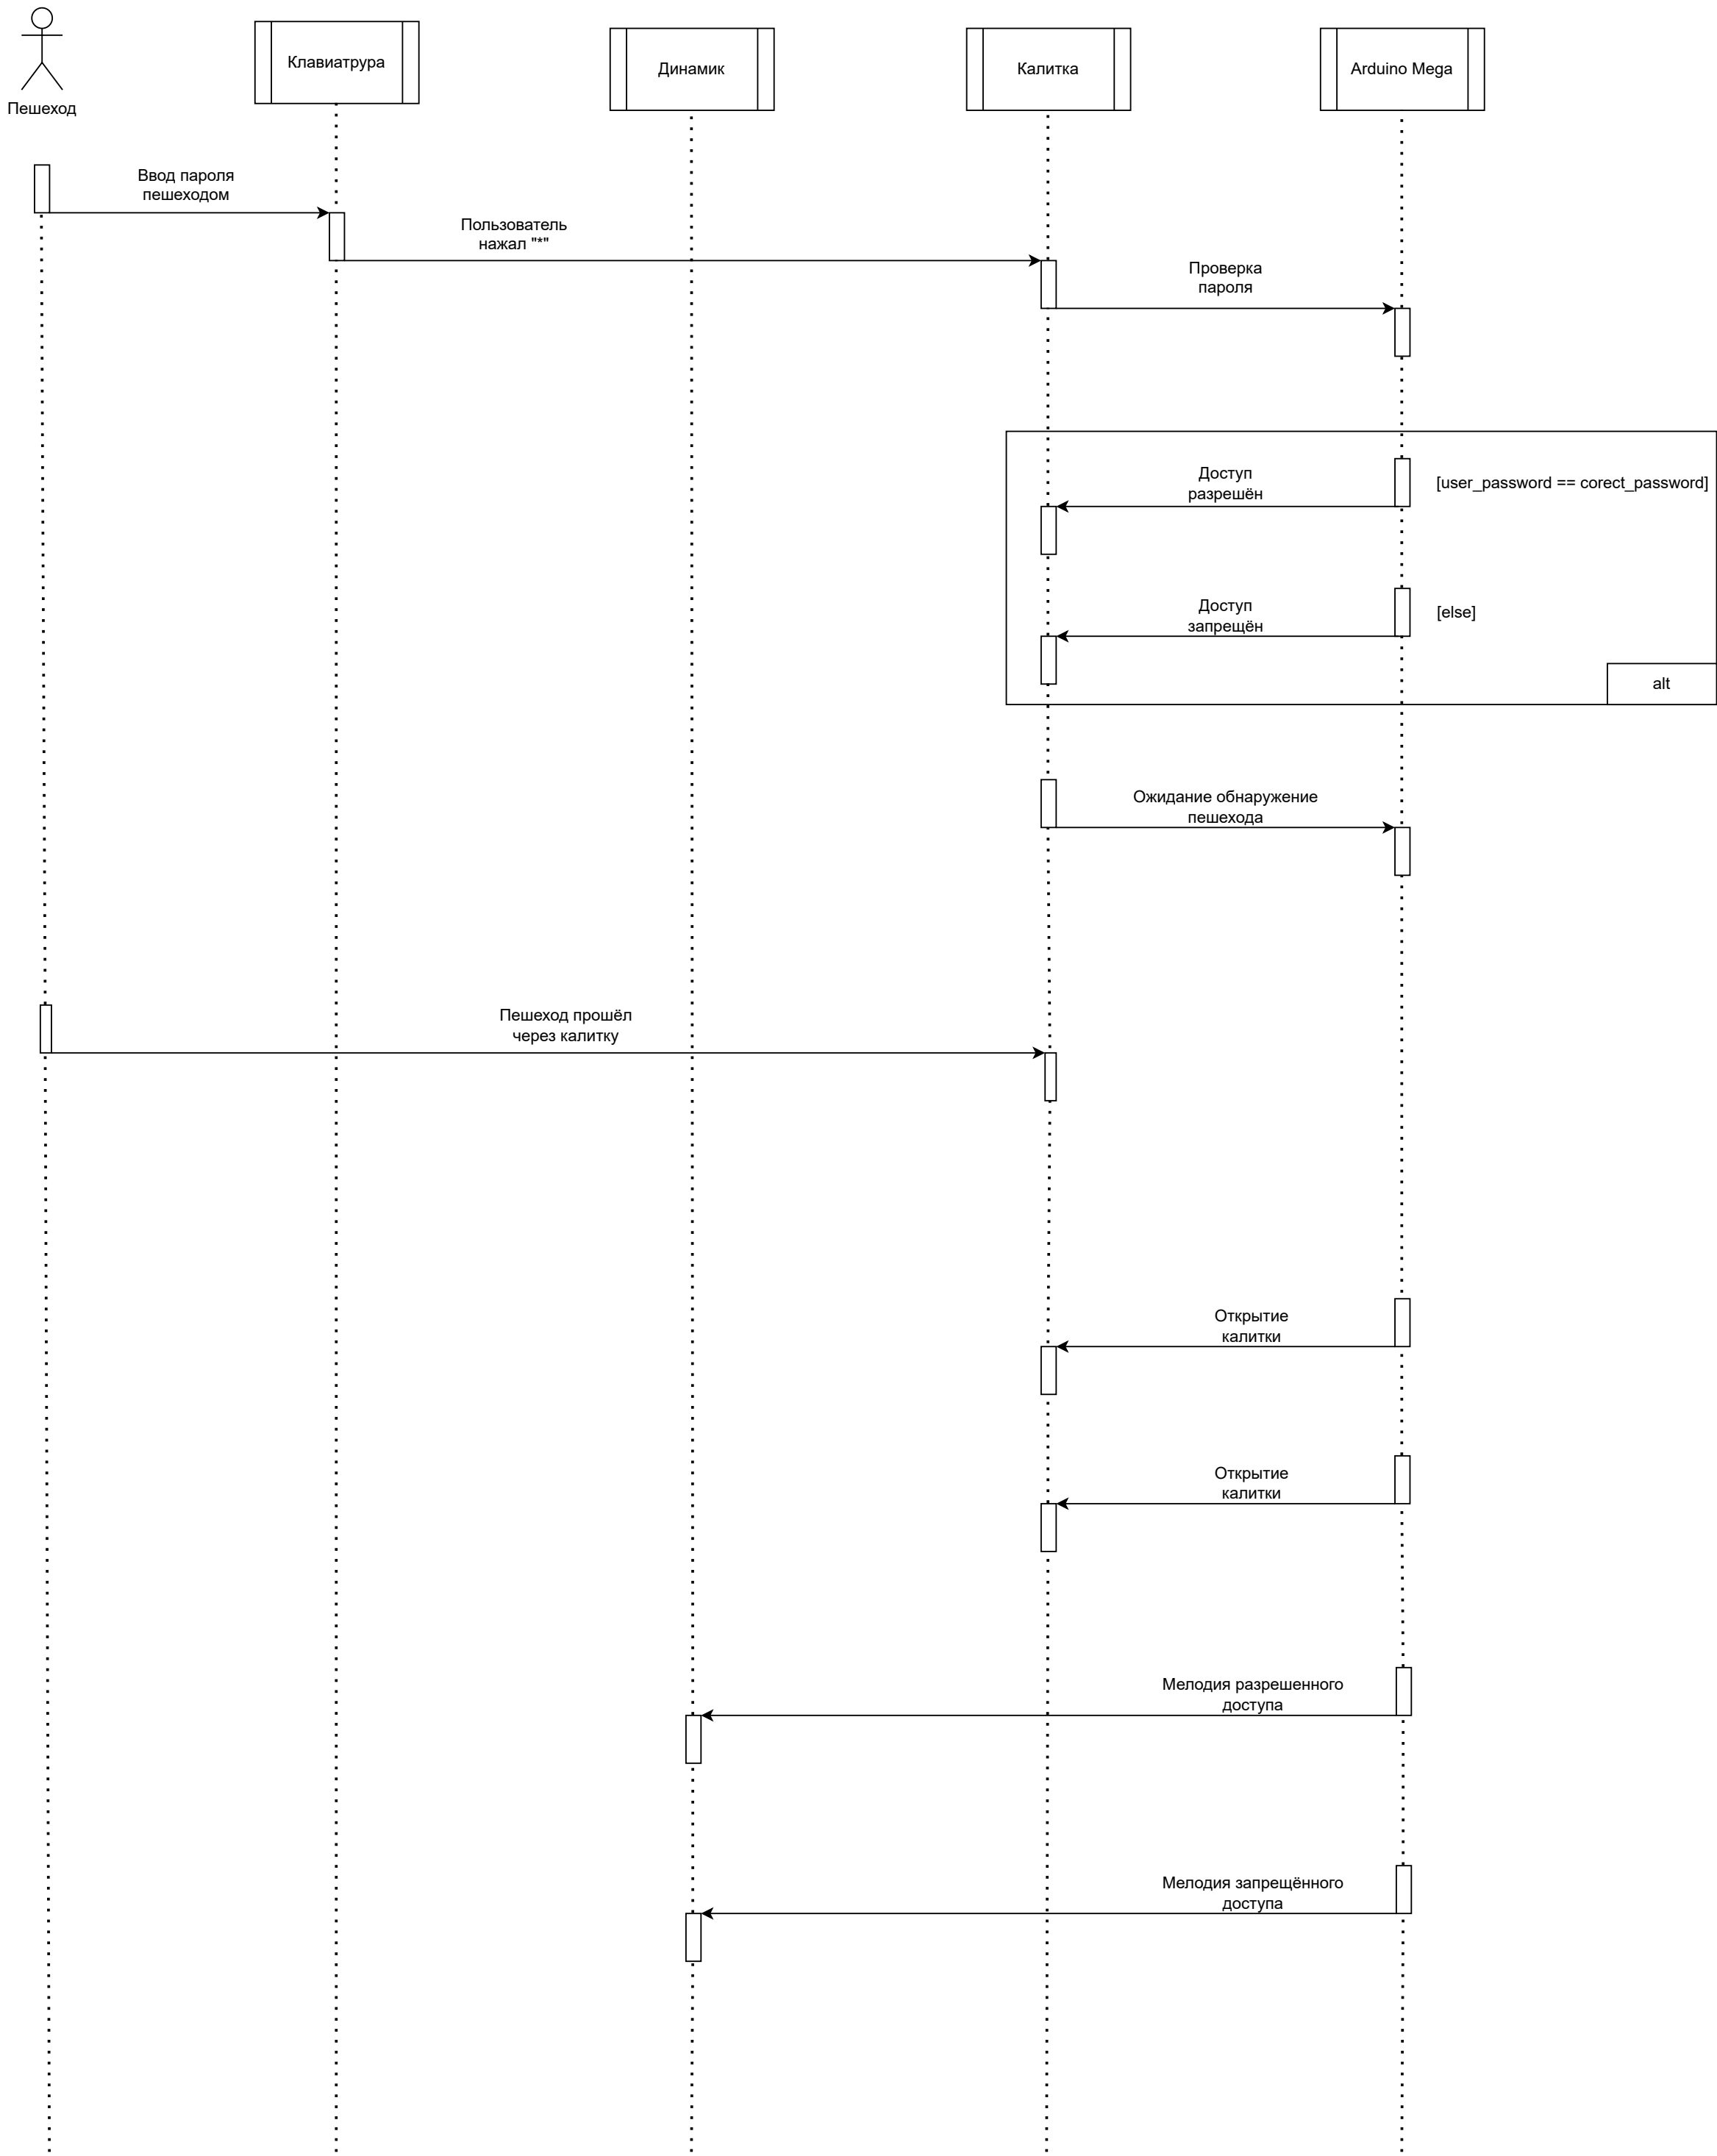 Пешеход
Клавиатрура
Динамик
Калитка
Arduino Mega
Ввод пароля
пешеходом
Пользователь
нажал "*"
Проверка
пароля
Доступ
разрешён
[user_password == corect_password]
Доступ
запрещён
[else]
alt
Ожидание обнаружение
пешехода
Пешеход прошёл
через калитку
Открытие
калитки
Открытие
калитки
Мелодия разрешенного
доступа
Мелодия запрещённого
доступа